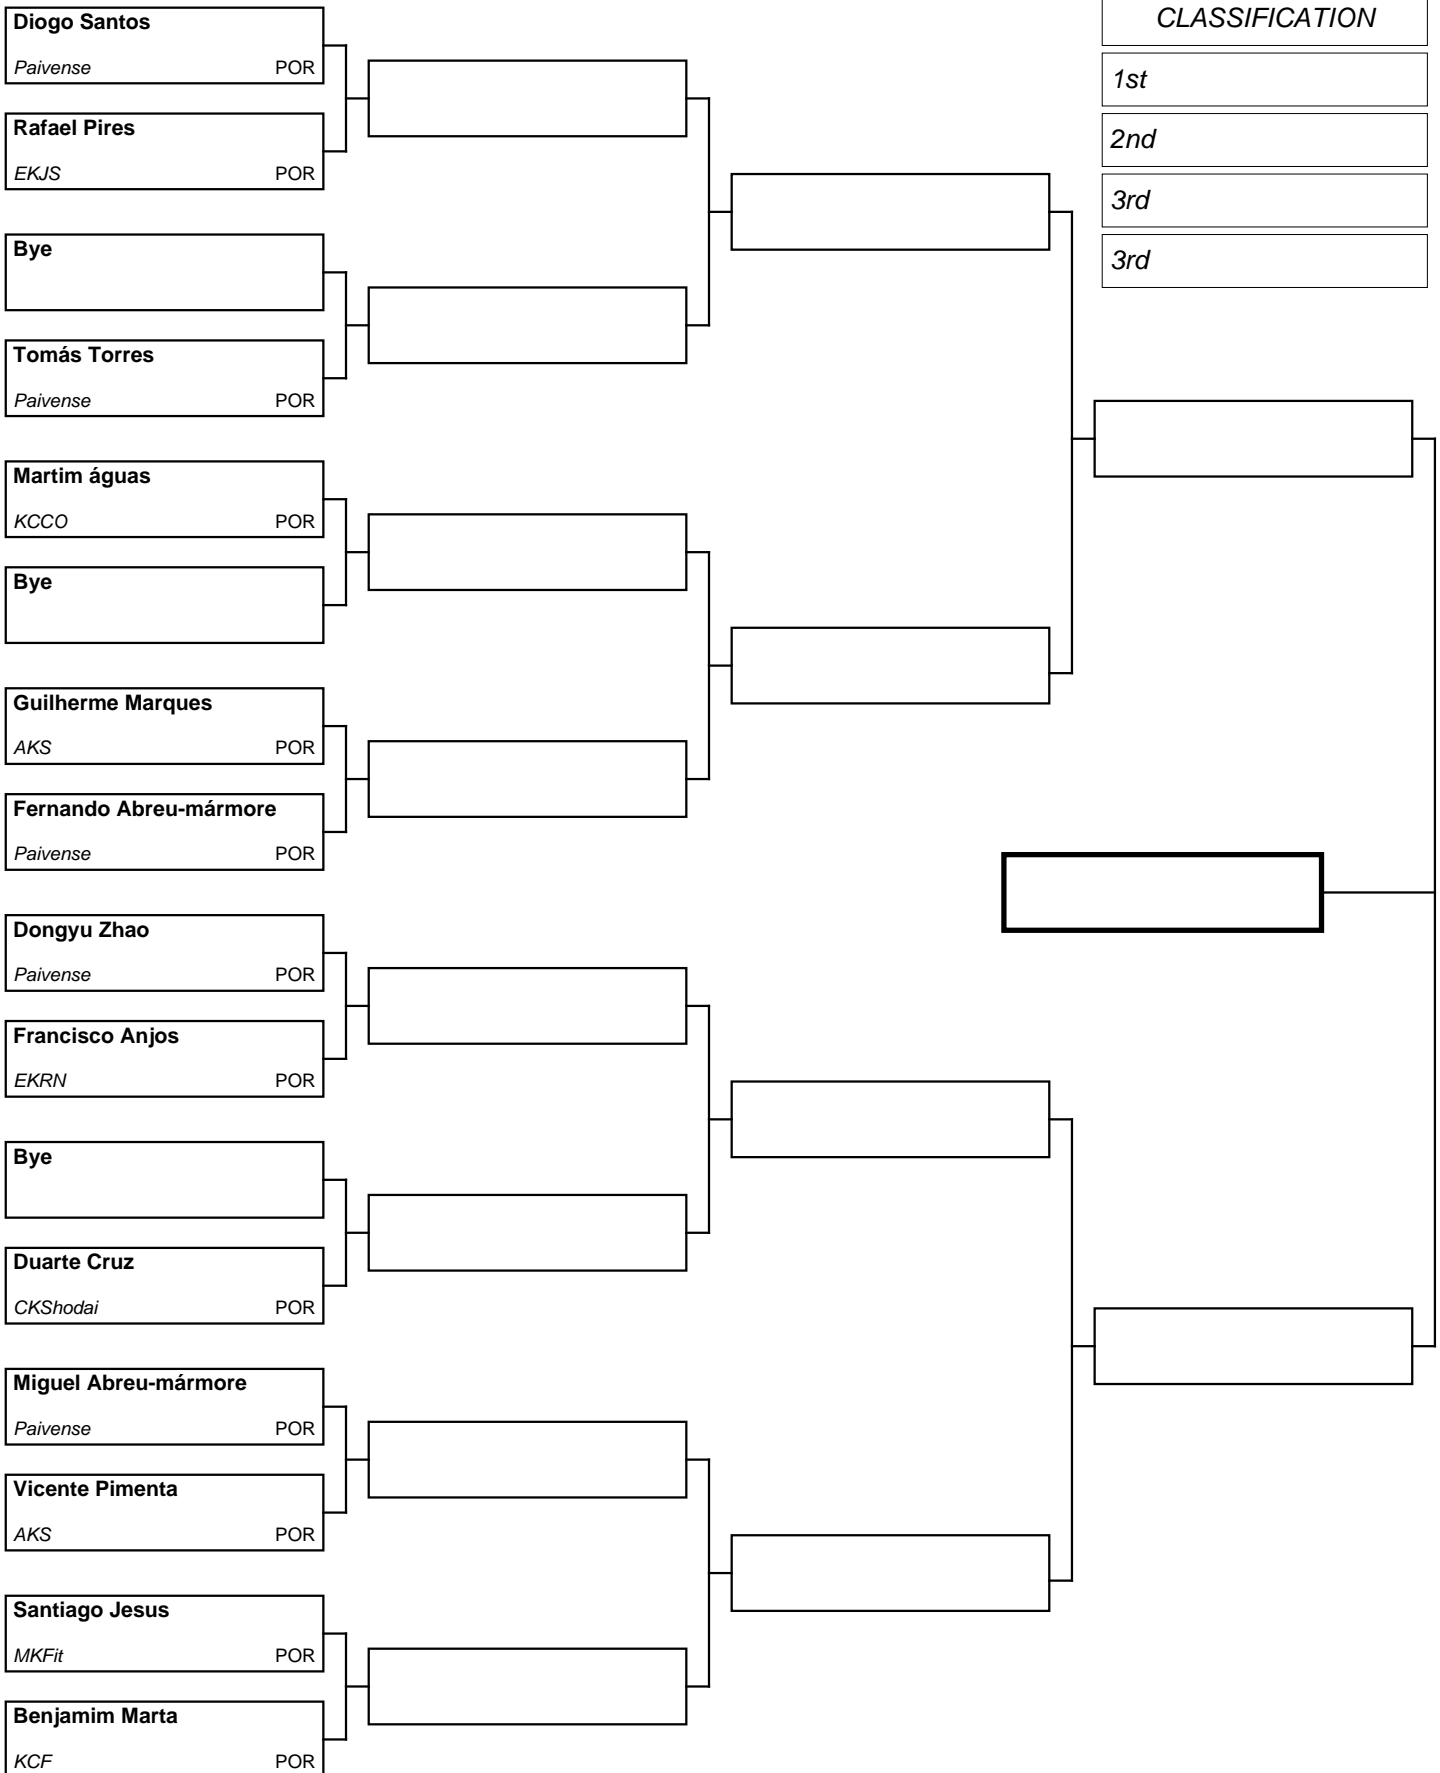 Diogo Santos
Paivense POR
Rafael Pires
EKJS POR
Bye
Tomás Torres
Paivense POR
Martim águas
KCCO POR
Bye
Guilherme Marques
AKS POR
Fernando Abreu-mármore
Paivense POR
Dongyu Zhao
Paivense POR
Francisco Anjos
EKRN POR
Bye
Duarte Cruz
CKShodai POR
Miguel Abreu-mármore
Paivense POR
Vicente Pimenta
AKS POR
Santiago Jesus
MKFit POR
Benjamim Marta
KCF POR
CLASSIFICATION
1st
2nd
3rd
3rd